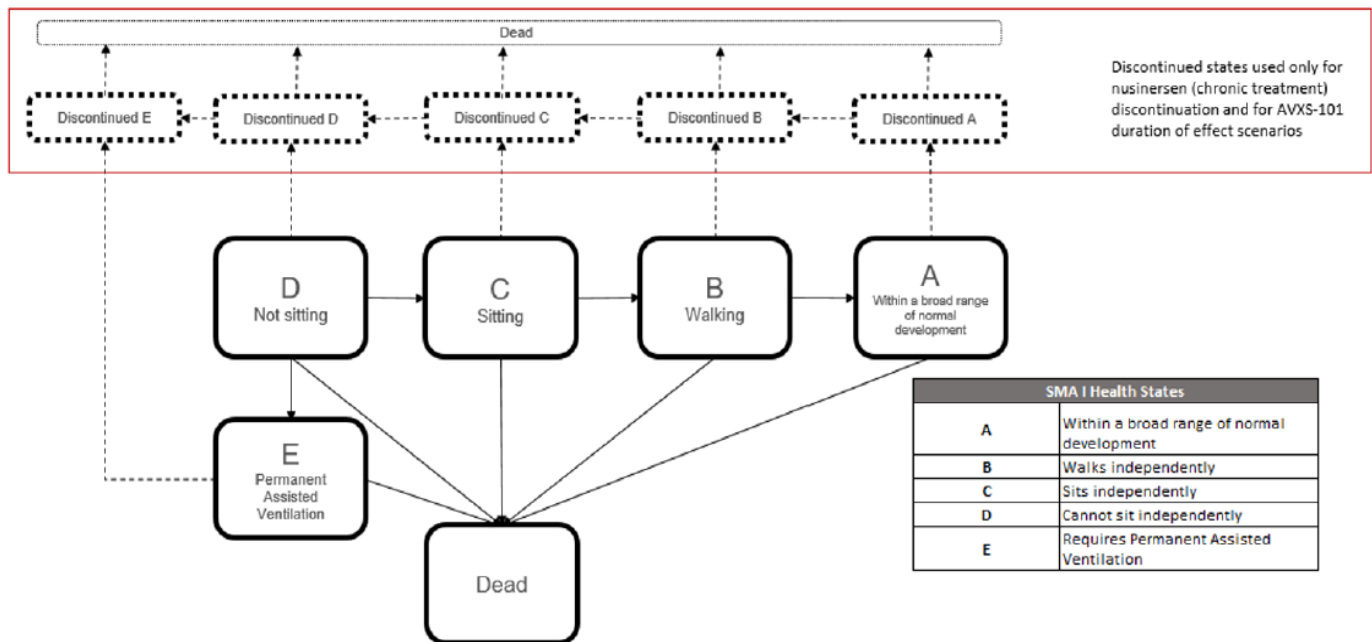 Dead
Discontinued states used only for
nusinersen (chronic treatment)
discontinuation and for AVXS-101
duration of effect scenarios
Discontinued E
Discontinued D
Discontinued C
Discontinued B
Discontinued A
D
Not sitting
C
Sitting
B
Walking
A
Within a broad range
of normal
development
E
Permanent
Assisted
Ventilation
Dead
SMA I Health States
A
Within a broad range of normal
development
B
Walks independently
C
Sits independently
D
Cannot sit independently
E
Requires Permanent Assisted
Ventilation